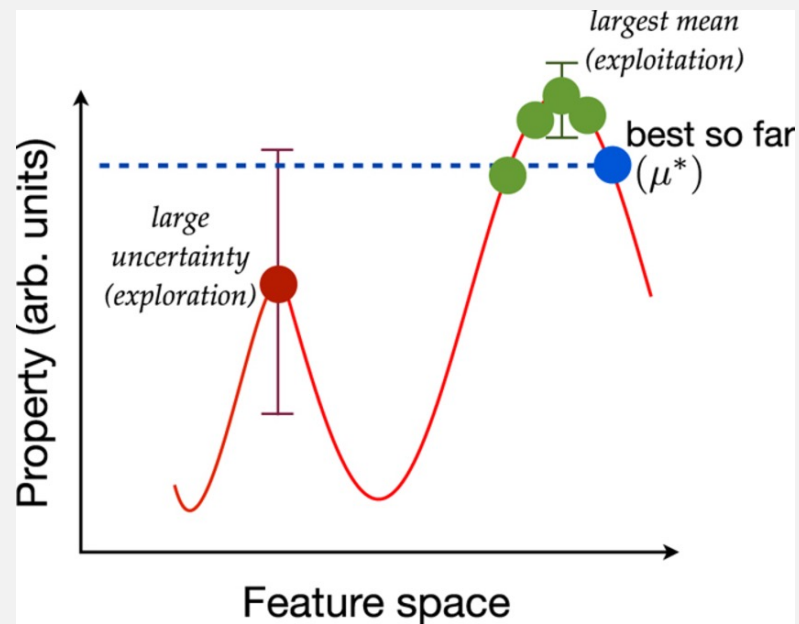 largest mean
(exploitation)
best so far
(μ*)
large
uncertainty
(exploration)
Property (arb. units)
Feature space